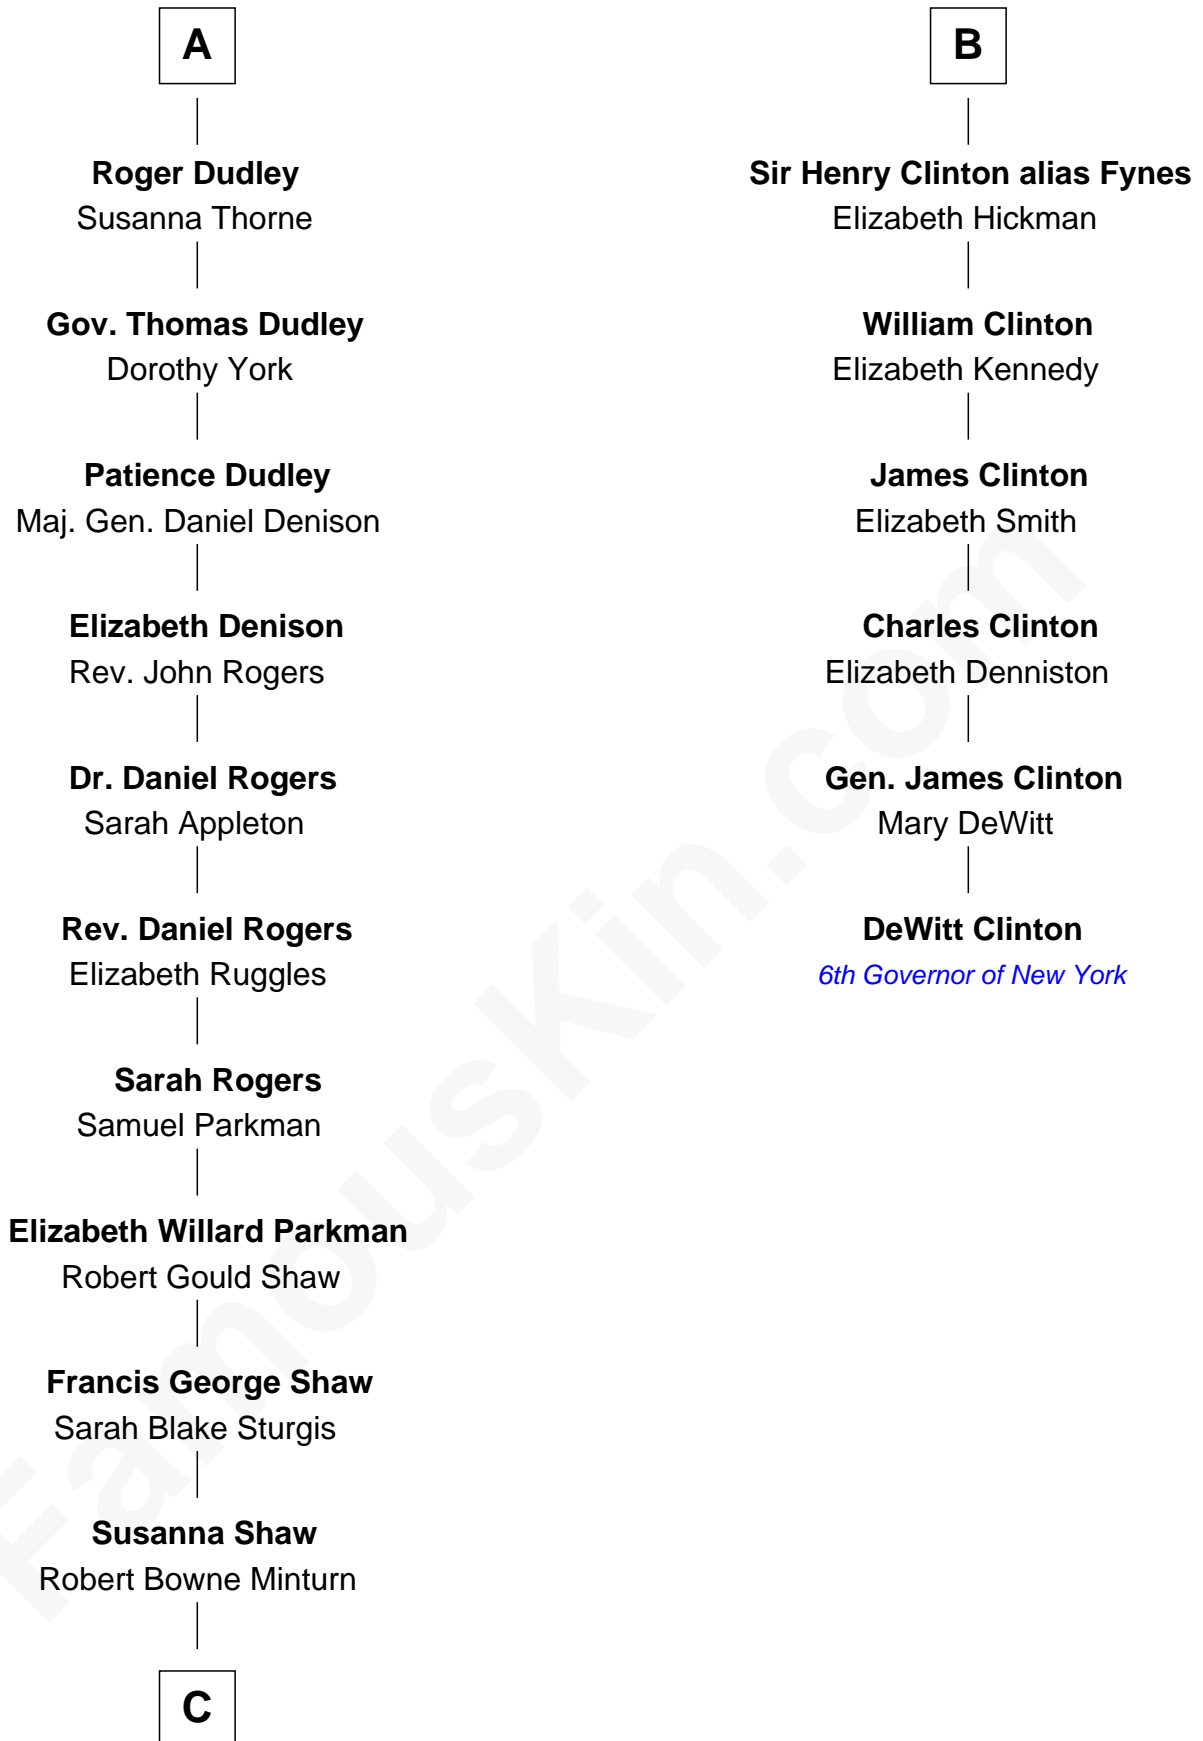 A
Roger Dudley
Susanna Thorne
Gov. Thomas Dudley
Dorothy York
Patience Dudley
Maj. Gen. Daniel Denison
Elizabeth Denison
Rev. John Rogers
Dr. Daniel Rogers
Sarah Appleton
Rev. Daniel Rogers
Elizabeth Ruggles
Sarah Rogers
Samuel Parkman
Elizabeth Willard Parkman
Robert Gould Shaw
Francis George Shaw
Sarah Blake Sturgis
Susanna Shaw
Robert Bowne Minturn
C
B
Sir Henry Clinton alias Fynes
Elizabeth Hickman
William Clinton
Elizabeth Kennedy
James Clinton
Elizabeth Smith
Charles Clinton
Elizabeth Denniston
Gen. James Clinton
Mary DeWitt
DeWitt Clinton
6th Governor of New York
FamousKin.com